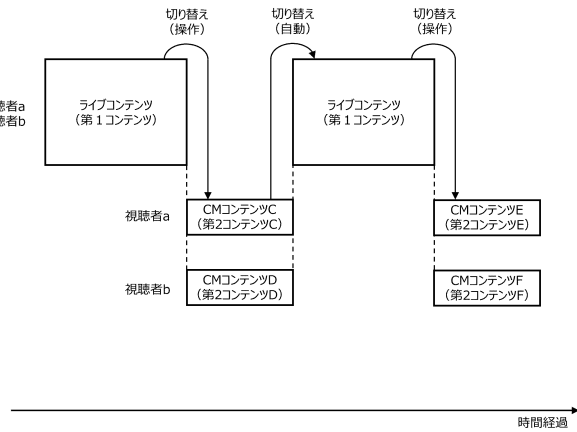 切り替え
（操作）
切り替え
（自動）
切り替え
（操作）
聴者a
聴者b
ライブコンテンツ
（第１コンテンツ）
ライブコンテンツ
（第１コンテンツ）
視聴者a
CMコンテンツC
（第2コンテンツC）
CMコンテンツE
（第2コンテンツE）
視聴者b
CMコンテンツD
（第2コンテンツD）
CMコンテンツF
（第2コンテンツF）
時間経過